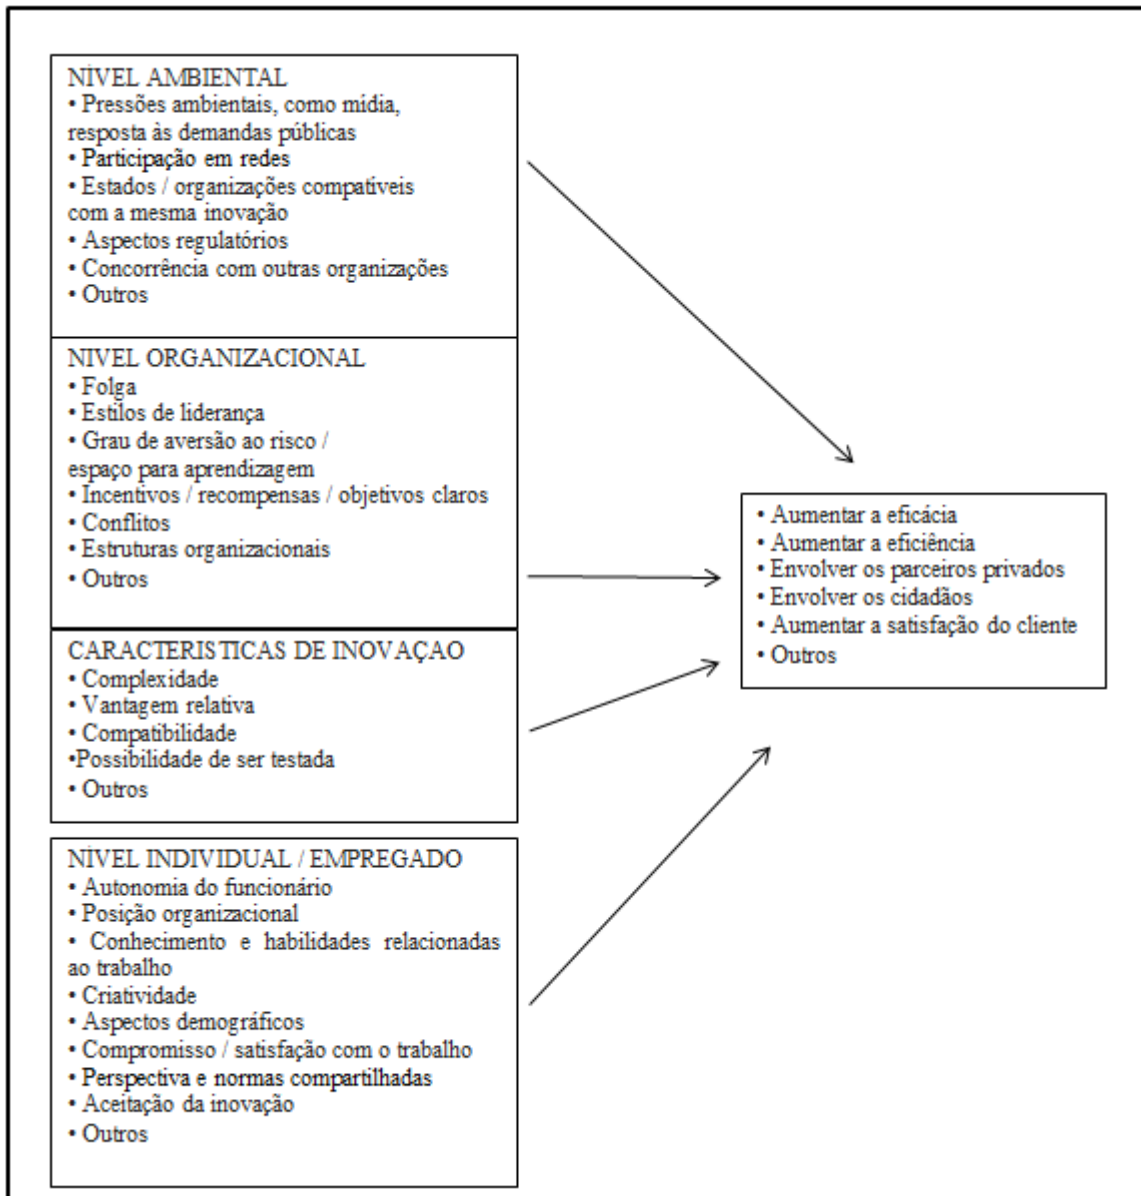 NÍVEL AMBIENTAL
• Pressões ambientais, como mídia,
resposta às demandas públicas
• Participação em redes
• Estados / organizações compatíveis
com a mesma inovação
• Aspectos regulatórios
• Concorrência com outras organizações
• Outros
NIVEL ORGANIZACIONAL
• Folga
• Estilos de liderança
• Grau de aversão ao risco /
espaço para aprendizagem
• Incentivos / recompensas / objetivos claros
• Conflitos
• Estruturas organizacionais
• Outros
CARACTERISTICAS DE INOVAÇAO
• Complexidade
• Vantagem relativa
• Compatibilidade
•Possibilidade de ser testada
• Outros
NÍVEL INDIVIDUAL / EMPREGADO
• Autonomia do funcionário
• Posição organizacional
• Conhecimento e habilidades relacionadas
ao trabalho
• Criatividade
• Aspectos demográficos
• Compromisso / satisfação com o trabalho
• Perspectiva e normas compartilhadas
• Aceitação da inovação
• Outros
• Aumentar a eficácia
• Aumentar a eficiência
• Envolver os parceiros privados
• Envolver os cidadãos
• Aumentar a satisfação do cliente
• Outros